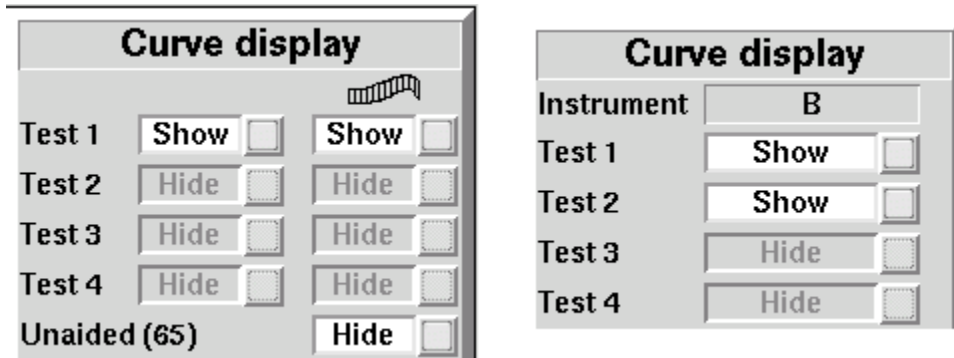 Curve display
Test 1 Show Show
Test 2 Hide Hide
Test 3 Hide Hide
Test 4 Hide Hide
Unaided (65) Hide
Curve display
Instrument B
Test 1 Show
Test 2 Show
Test 3 Hide
Test 4 Hide